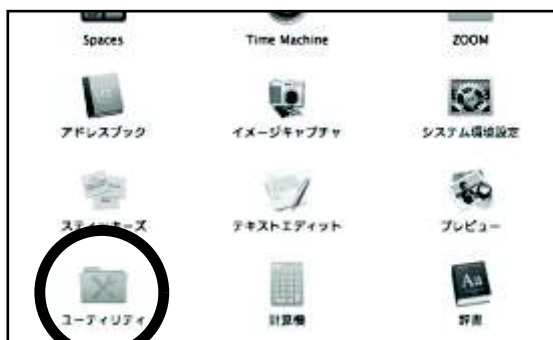 Spaces Time Machine ZOOM
アドレスブック イメージキャプチャ システム環境設定
スティッキーズ テキストエディット プレビュー
Aa
ユーティリティ 計算機 辞書